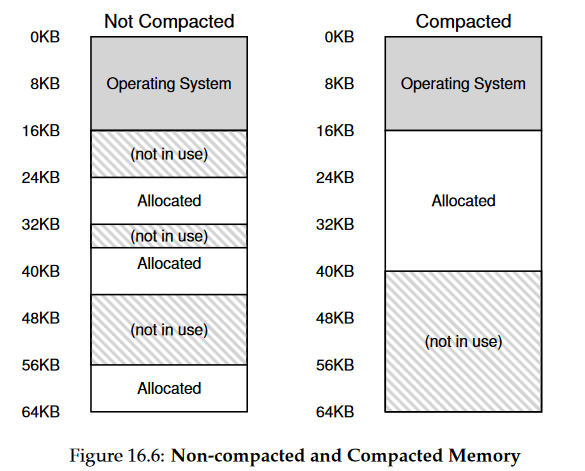 Not Compacted
0KB
8KB
16KB
24KB
32KB
40KB
48KB
56KB
64KB
Operating System
(not in use)
Allocated
(not in use)
Allocated
(not in use)
Allocated
Compacted
0KB
8KB
16KB
24KB
32KB
40KB
48KB
56KB
64KB
Operating System
Allocated
(not in use)
Figure 16.6: Non-compacted and Compacted Memory